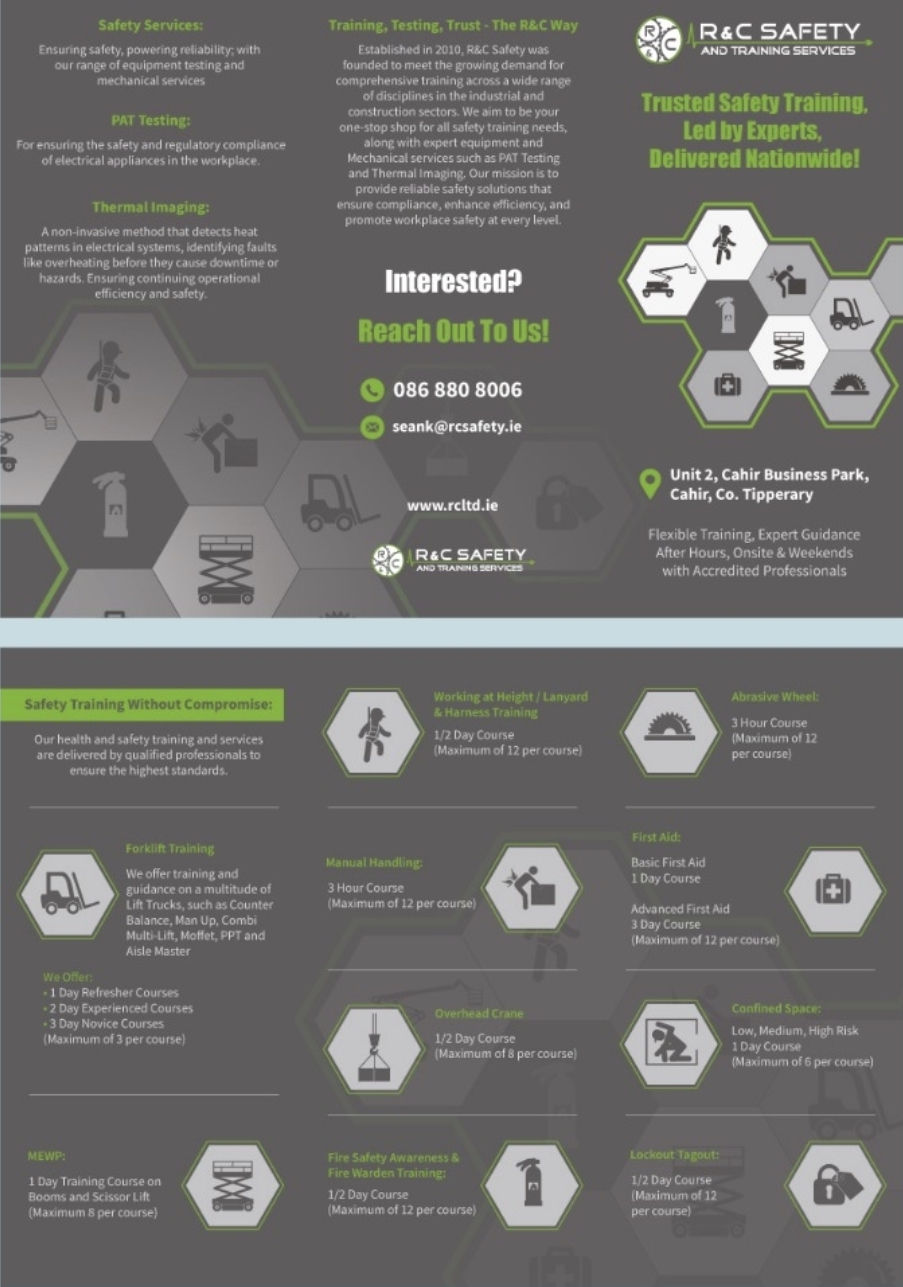 Safety Services:
Ensuring safety, powering reliability; with
our range of equipment testing and
mechanical services
PAT Testing:
For ensuring the safety and regulatory compliance
of electrical appliances in the workplace.
Thermal Imaging:
A non-invasive method that detects heat
patterns in electrical systems, identifying faults
like overheating before they cause downtime or
hazards. Ensuring continuing operational
efficiency and safety.
Training, Testing, Trust - The R&C Way
Established in 2010, R&C Safety was
founded to meet the growing demand for
comprehensive training across a wide range
of disciplines in the industrial and
construction sectors. We aim to be your
one-stop shop for all safety training needs,
along with expert equipment and
Mechanical services such as PAT Testing
and Thermal Imaging. Our mission is to
provide reliable safety solutions that
ensure compliance, enhance efficiency, and
promote workplace safety at every level.
Interested?
Reach Out To Us!
086 880 8006
seank@rcsafety.ie
www.rcltd.ie
R & C
R&C SAFETY
AND TRAINING SERVICES
R & C
R&C SAFETY
AND TRAINING SERVICES
Trusted Safety Training,
Led by Experts,
Delivered Nationwide!
Unit 2, Cahir Business Park,
Cahir, Co. Tipperary
Flexible Training, Expert Guidance
After Hours, Onsite & Weekends
with Accredited Professionals
Safety Training Without Compromise:
Our health and safety training and services
are delivered by qualified professionals to
ensure the highest standards.
Forklift Training
We offer training and
guidance on a multitude of
Lift Trucks, such as Counter
Balance, Man Up, Combi
Multi-Lift, Moffet, PPT and
Aisle Master
We Offer:
• 1 Day Refresher Courses
• 2 Day Experienced Courses
• 3 Day Novice Courses
(Maximum of 3 per course)
MEWP:
1 Day Training Course on
Booms and Scissor Lift
(Maximum 8 per course)
Working at Height / Lanyard
& Harness Training
1/2 Day Course
(Maximum of 12 per course)
Manual Handling:
3 Hour Course
(Maximum of 12 per course)
Overhead Crane
1/2 Day Course
(Maximum of 8 per course)
Fire Safety Awareness &
Fire Warden Training:
1/2 Day Course
(Maximum of 12 per course)
Abrasive Wheel:
3 Hour Course
(Maximum of 12
per course)
First Aid:
Basic First Aid
1 Day Course
Advanced First Aid
3 Day Course
(Maximum of 12 per course)
Confined Space:
Low, Medium, High Risk
1 Day Course
(Maximum of 6 per course)
Lockout Tagout:
1/2 Day Course
(Maximum of 12
per course)